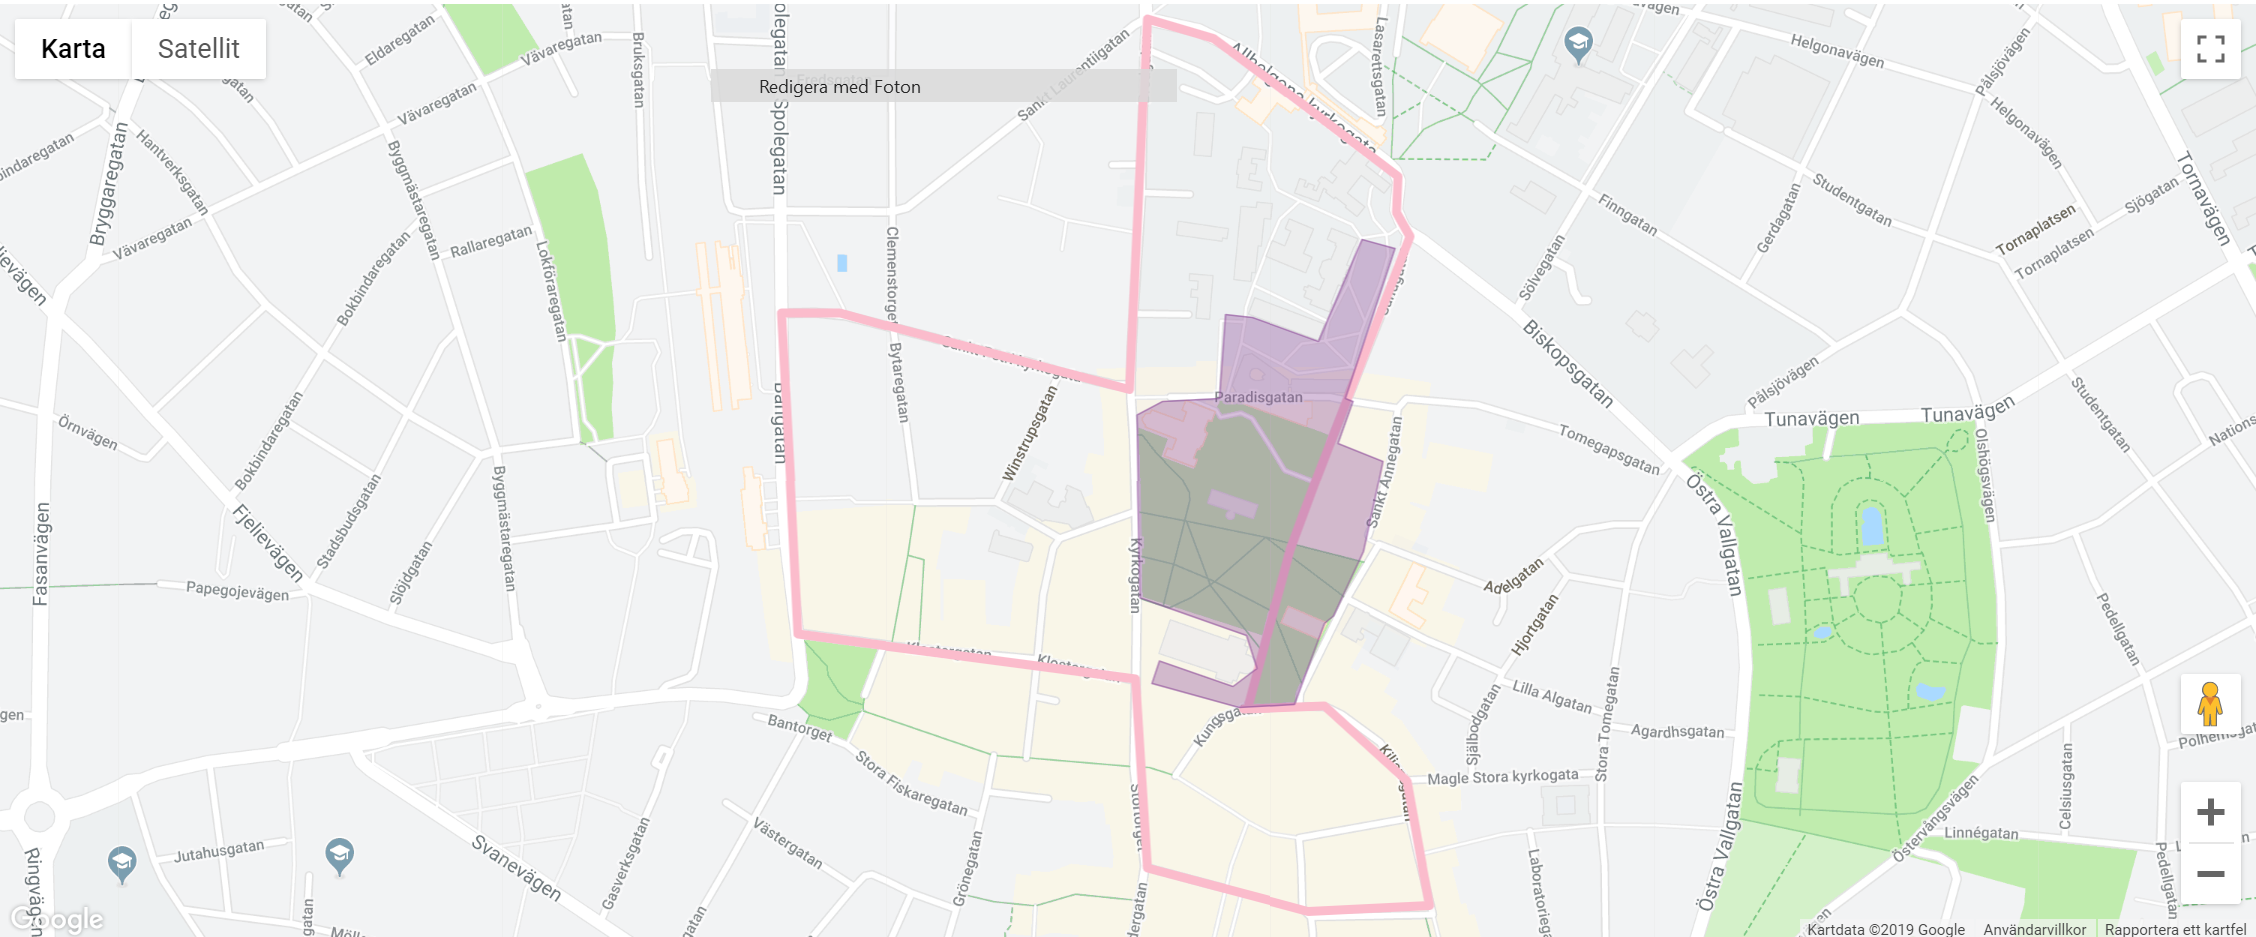 Karta
Satellit
Redigera med Foton
Eldaregatan
Vävaregatan
Bruksgatan
Spolegatan
Sankt Laurentiigatan
Allhelgona kyrkogata
Lasarettsgatan
Helgonavägen
Pålsjövägen
Vävaregatan
Hantverksgatan
Bryggaregatan
Byggmästaregatan
Helgonavägen
Tornavägen
Studentgatan
Sjögatan
Finngatan
Gerdagatan
Tornaplatsen
Tornaplatsen
Vävaregatan
Rallaregatan
Bokbindaregatan
Lokföraregatan
Clemenstorget
Sölvegatan
Biskopsgatan
Bytaregatan
Winstrupsgatan
Bangatan
Paradisgatan
Pålsjövägen
Tunavägen
Tunavägen
Studentgatan
Örnvägen
Bokbindaregatan
Byggmästaregatan
Stadsbudsgatan
Sankt Annegatan
Tomegapsgatan
Olshögsvägen
Östra Vallgatan
Fjelievägen
Fasanvägen
Slöjdgatan
Papegojevägen
Kyrkogatan
Adelgatan
Hjortgatan
Pedellgatan
Klostergatan
Klostergatan
Lilla Algatan
Själbodgatan
Stora Tomegatan
Agardhsgatan
Kungsgatan
Bantorget
Stora Fiskaregatan
Kiliansgatan
Magle Stora kyrkogata
Stortorget
Celsiusgatan
Östervångsvägen
Linnégatan
Östra Vallgatan
Västergatan
Grönegatan
Jutahusgatan
Svanevägen
Gasverksgatan
Ringvägen
Pedellgatan
Google
Kartdata ©2019 Google
Användarvillkor
Rapportera ett kartfel